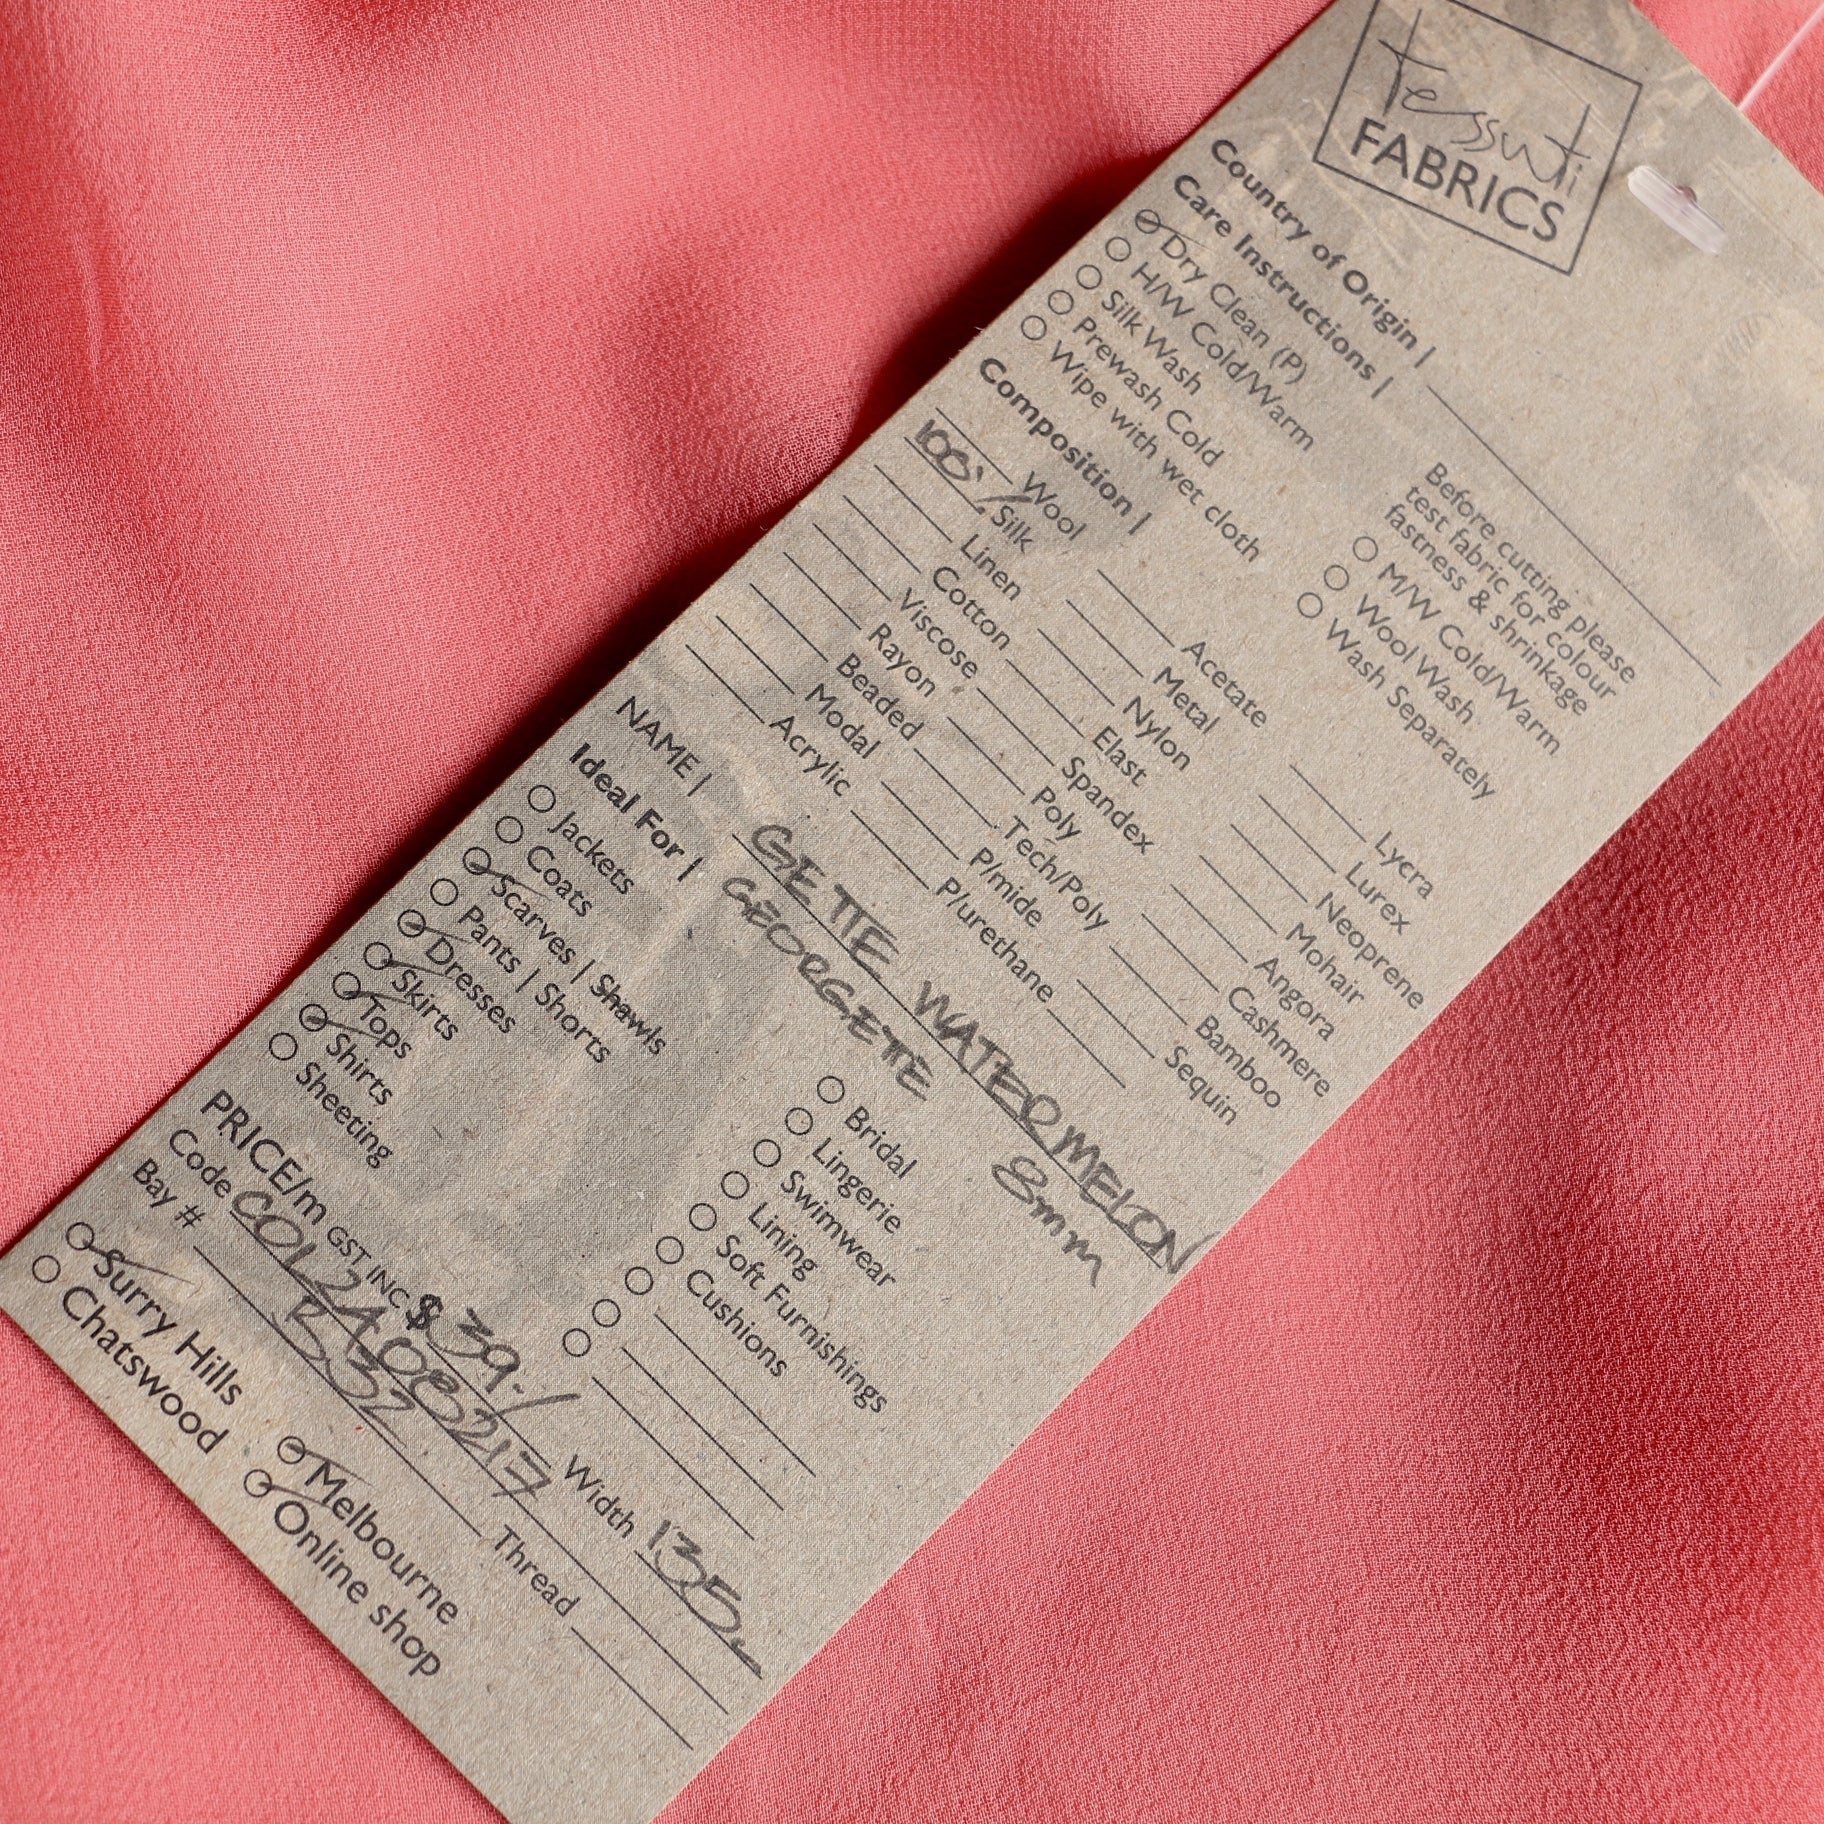 Tessuti
FABRICS
Country of Origin |
Care Instructions |
Dry Clean (P)
H/W Cold/Warm
Silk Wash
Prewash Cold
Wipe with wet cloth
Before cutting please
test fabric for colour
fastness & shrinkage
M/W Cold/Warm
Wool Wash
Wash Separately
Composition |
Wool
100% Silk
Linen
Cotton
Viscose
Rayon
Beaded
Modal
Acrylic
Acetate
Metal
Nylon
Elast
Spandex
Poly
Tech/Poly
P/mide
P/urethane
Lycra
Lurex
Neoprene
Mohair
Angora
Cashmere
Bamboo
Sequin
NAME | GETTE WATERMELON
GEORGETTE 8mm
Ideal For |
Jackets
Coats
Scarves | Shawls
Pants | Shorts
Dresses
Skirts
Tops
Shirts
Sheeting
Bridal
Lingerie
Swimwear
Lining
Soft Furnishings
Cushions
PRICE/m GST INC $39.- Width 135
Bay # B32 Thread
Surry Hills
Chatswood
Melbourne
Online shop